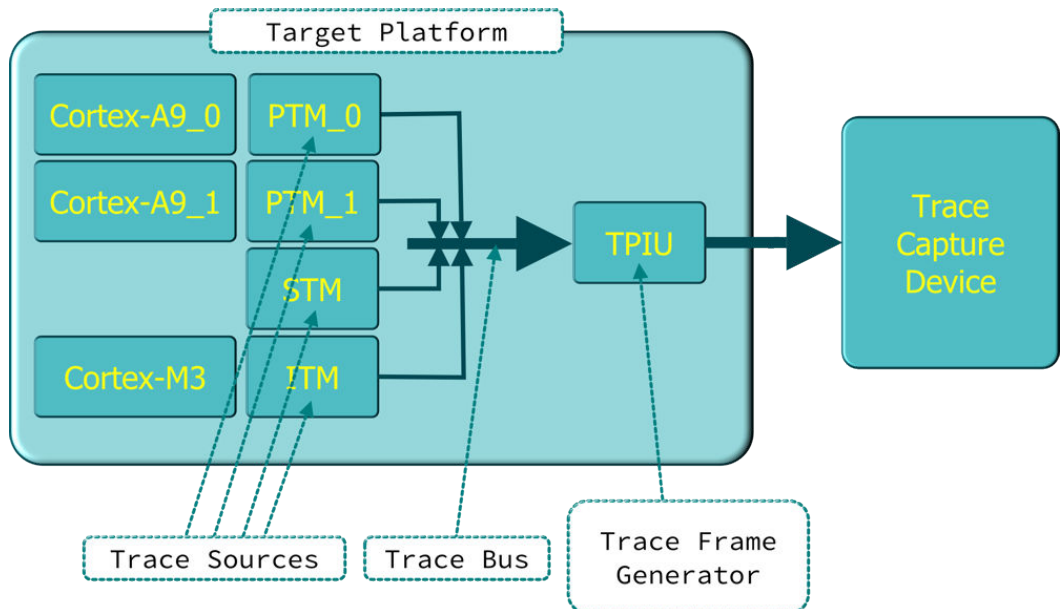 Target Platform
Cortex-A9_0
PTM_0
Cortex-A9_1
PTM_1
STM
Cortex-M3
ITM
TPIU
Trace
Capture
Device
Trace Sources
Trace Bus
Trace Frame
Generator